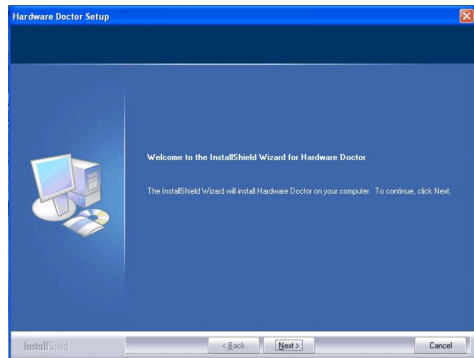 Hardware Doctor Setup
Welcome to the InstallShield Wizard for Hardware Doctor
The InstallShield Wizard will install Hardware Doctor on your computer. To continue, click Next.
InstallShield
< Back Next > Cancel